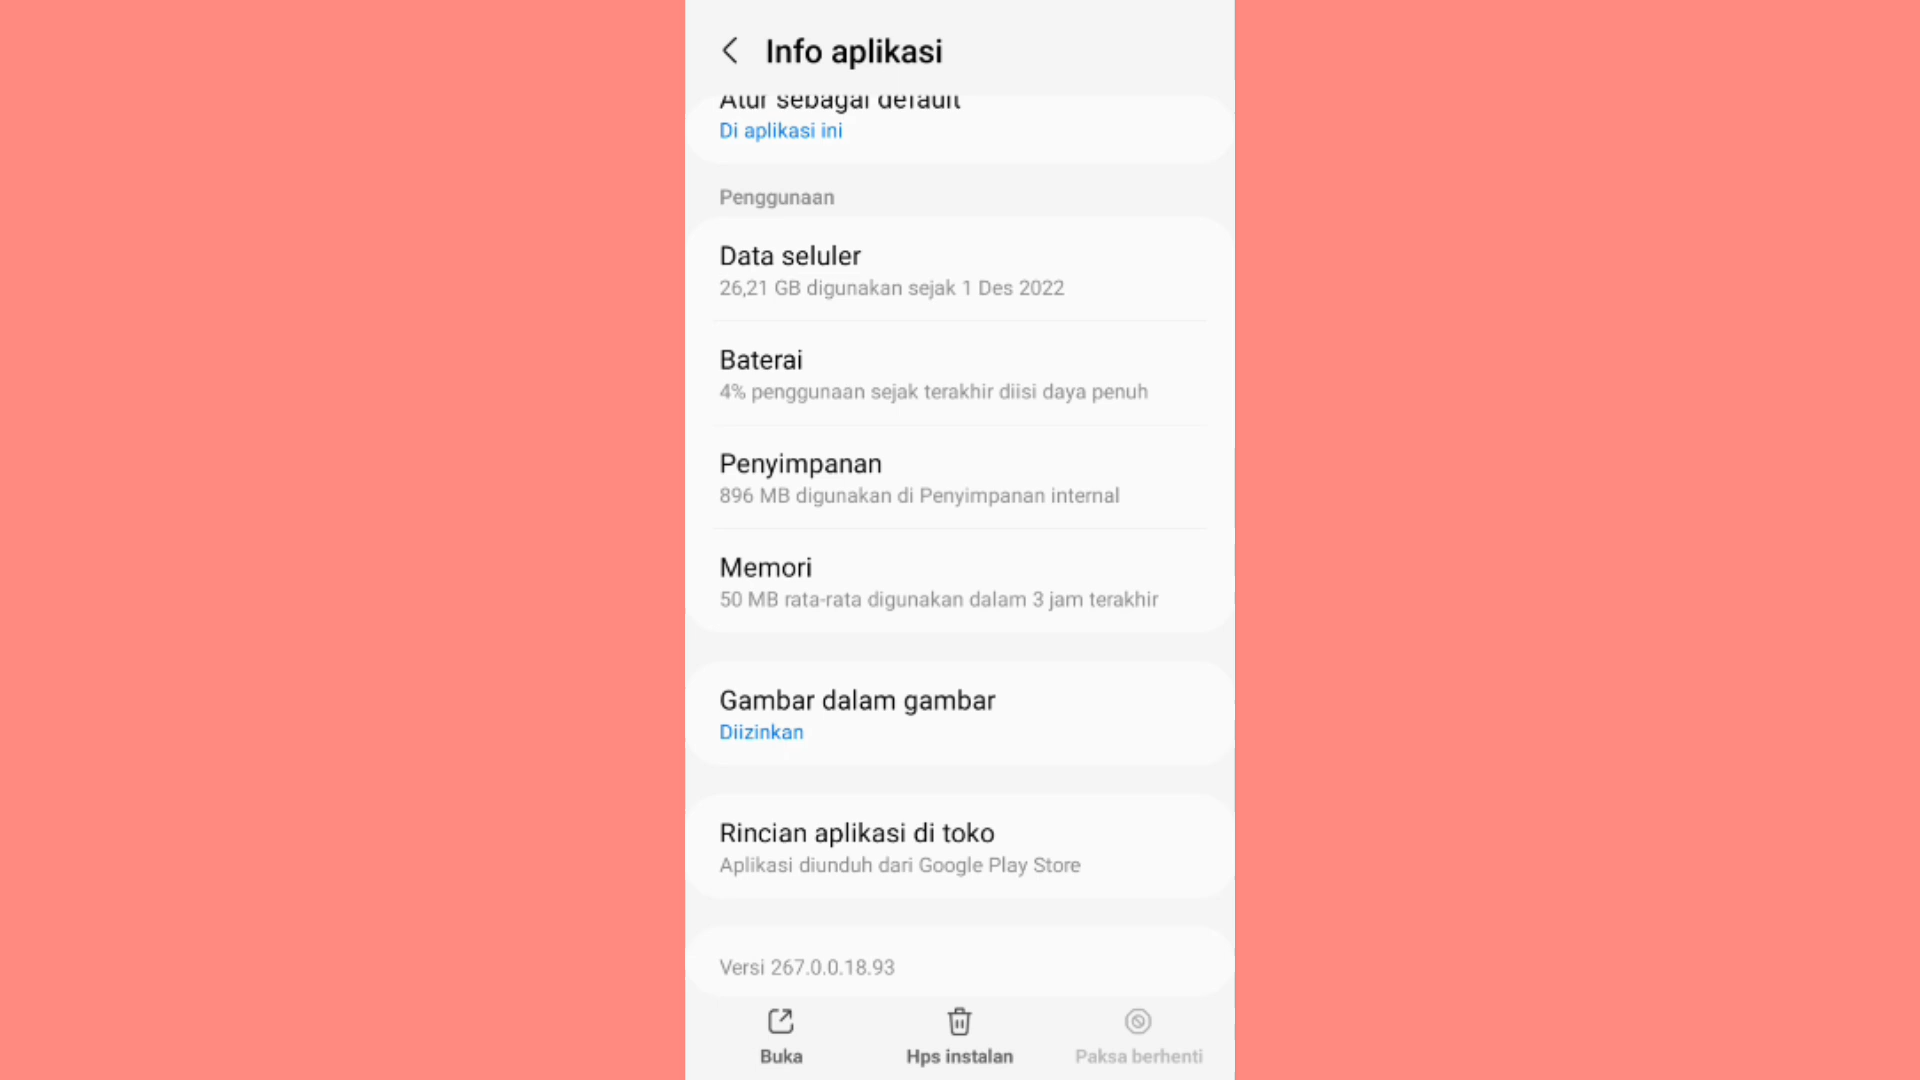 Info aplikasi
Atur sebagai default
Di aplikasi ini
Penggunaan
Data seluler
26,21 GB digunakan sejak 1 Des 2022
Baterai
4% penggunaan sejak terakhir diisi daya penuh
Penyimpanan
896 MB digunakan di Penyimpanan internal
Memori
50 MB rata-rata digunakan dalam 3 jam terakhir
Gambar dalam gambar
Diizinkan
Rincian aplikasi di toko
Aplikasi diunduh dari Google Play Store
Versi 267.0.0.18.93
Buka
Hps instalan
Paksa berhenti